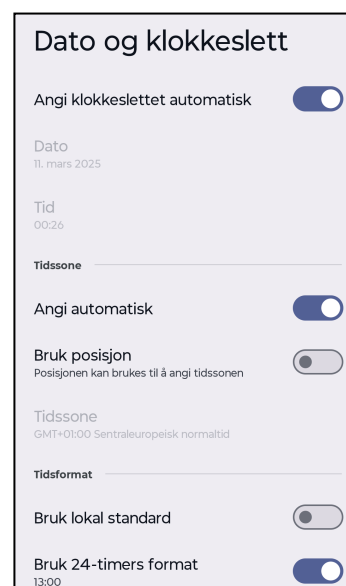 Dato og klokkeslett
Angi klokkeslettet automatisk
Dato
11. mars 2025
Tid
00:26
Tidssone
Angi automatisk
Bruk posisjon
Posisjonen kan brukes til å angi tidssonen
Tidssone
GMT+01:00 Sentraleuropeisk normaltid
Tidsformat
Bruk lokal standard
Bruk 24-timers format
13:00